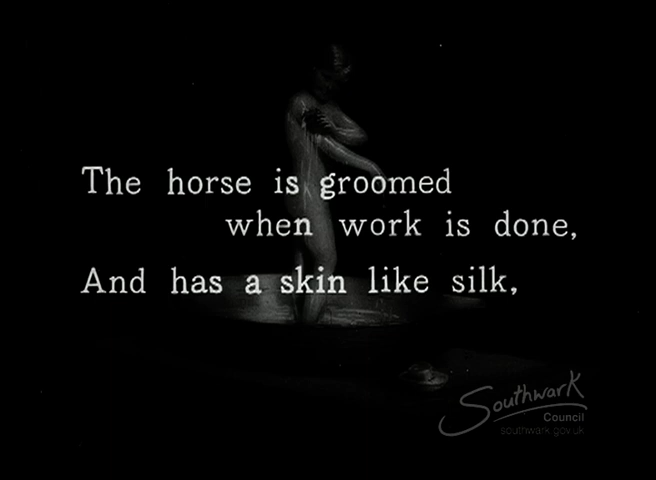 The horse is groomed
when work is done,
And has a skin like silk,
Southwark
Council
southwark.gov.uk